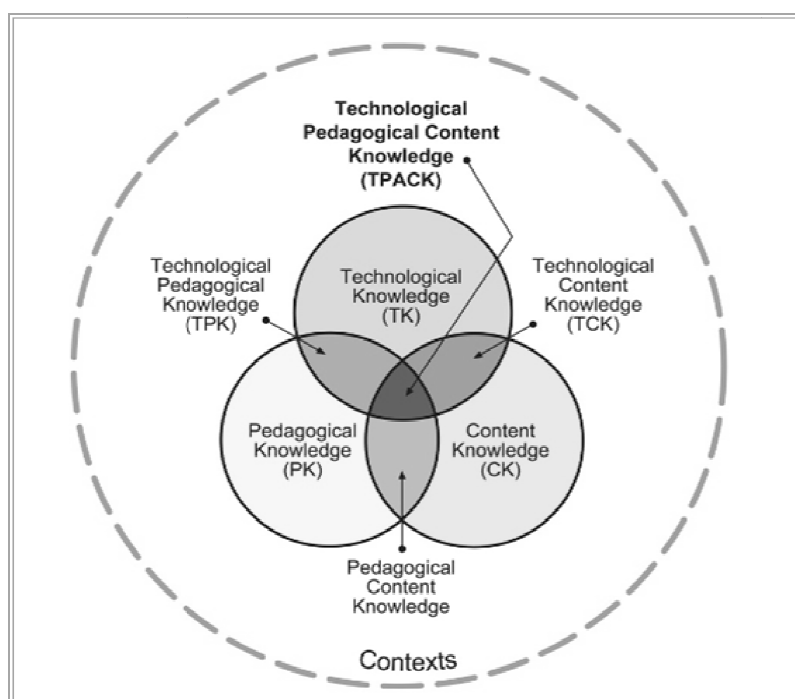 Technological
Pedagogical Content
Knowledge
(TPACK)
Technological
Pedagogical
Knowledge
(TPK)
Technological
Knowledge
(TK)
Technological
Content
Knowledge
(TCK)
Pedagogical
Knowledge
(PK)
Content
Knowledge
(CK)
Pedagogical
Content
Knowledge
Contexts